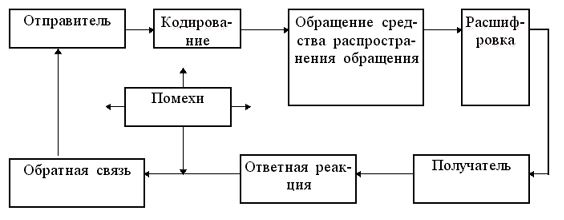 Отправитель
Кодирова-
ние
Обращение сред-
ства распростра-
нения обращения
Расшиф-
ровка
Помехи
Обратная связь
Ответная реак-
ция
Получатель